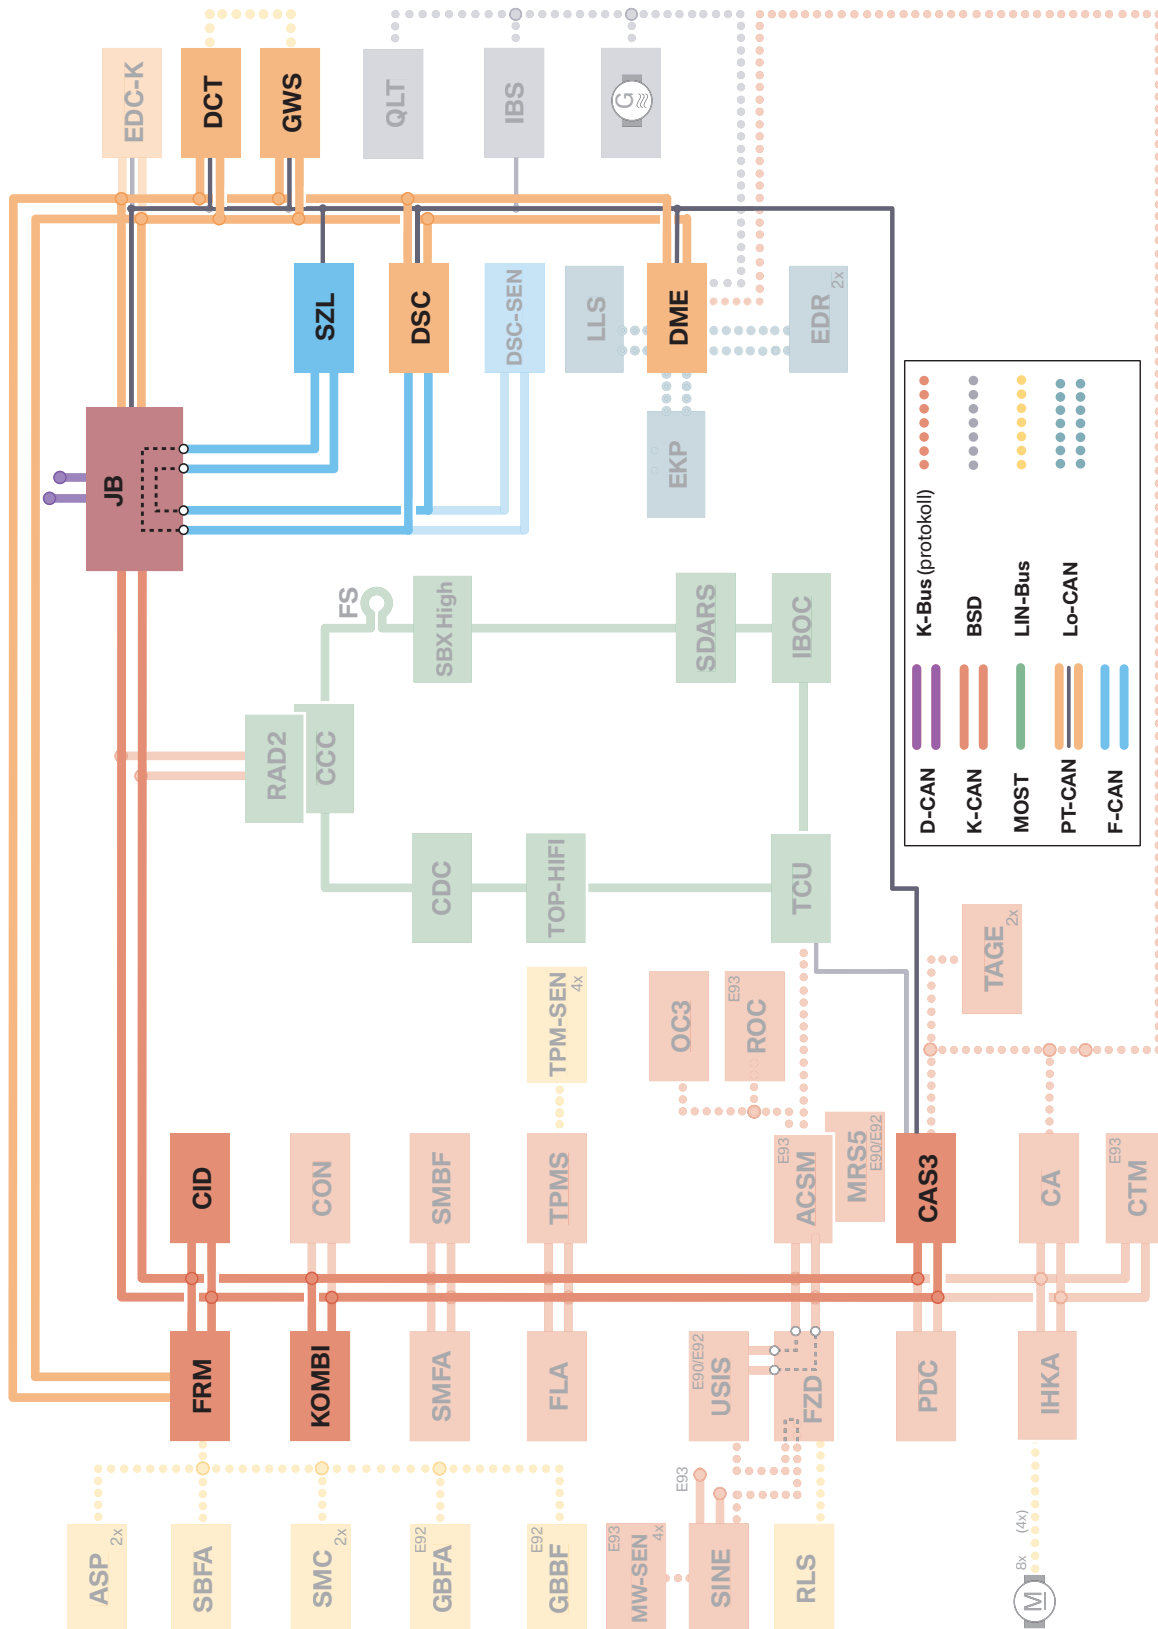 ASP
2x
SBFA
SMC
2x
GBFA
E92
GBBF
E92
MW-SEN
E93
4x
SINE
E93
RLS
M
8x
(4x)
FRM
KOMBI
SMFA
FLA
USIS
E90/E92
FZD
PDC
IHKA
CID
CON
SMBF
TPMS
ACSM
E93
MRS5
E90/E92
CAS3
CA
CTM
E93
TPM-SEN
4x
OC3
ROC
E93
TAGE
2x
CDC
TOP-HIFI
TCU
RAD2
CCC
FS
SBX High
SDARS
IBOC
JB
EKP
SZL
DSC
DSC-SEN
LLS
DME
EDR
2x
EDC-K
DCT
GWS
QLT
IBS
G
D-CAN
K-Bus (protokoll)
K-CAN
BSD
MOST
LIN-Bus
PT-CAN
Lo-CAN
F-CAN